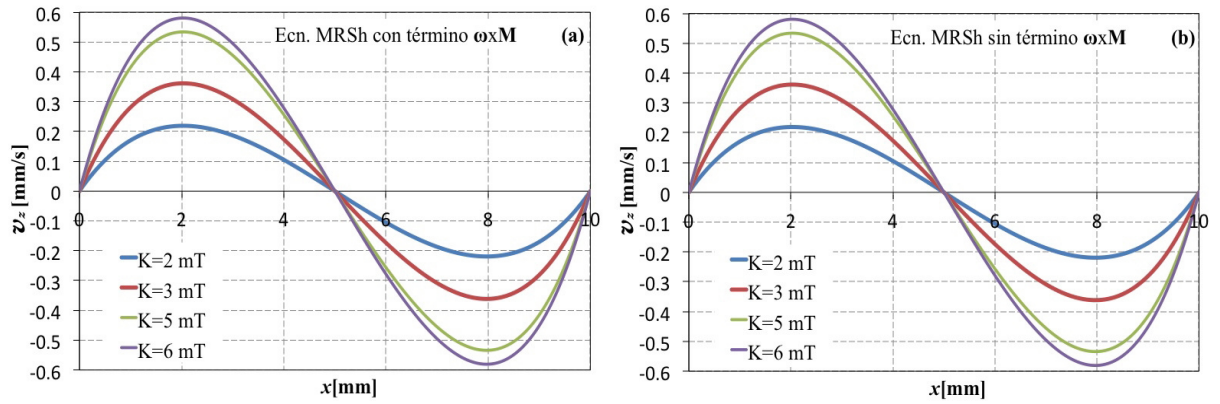 Ecn. MRSh con término ωxM (a)
0.6
0.5
0.4
0.3
0.2
0.1
0
-0.1
-0.2
-0.3
-0.4
-0.5
-0.6
0 2 4 6 8 10
v_z [mm/s]
K=2 mT
K=3 mT
K=5 mT
K=6 mT
x[mm]
Ecn. MRSh sin término ωxM (b)
0.6
0.5
0.4
0.3
0.2
0.1
0
-0.1
-0.2
-0.3
-0.4
-0.5
-0.6
0 2 4 6 8 10
v_z [mm/s]
K=2 mT
K=3 mT
K=5 mT
K=6 mT
x[mm]